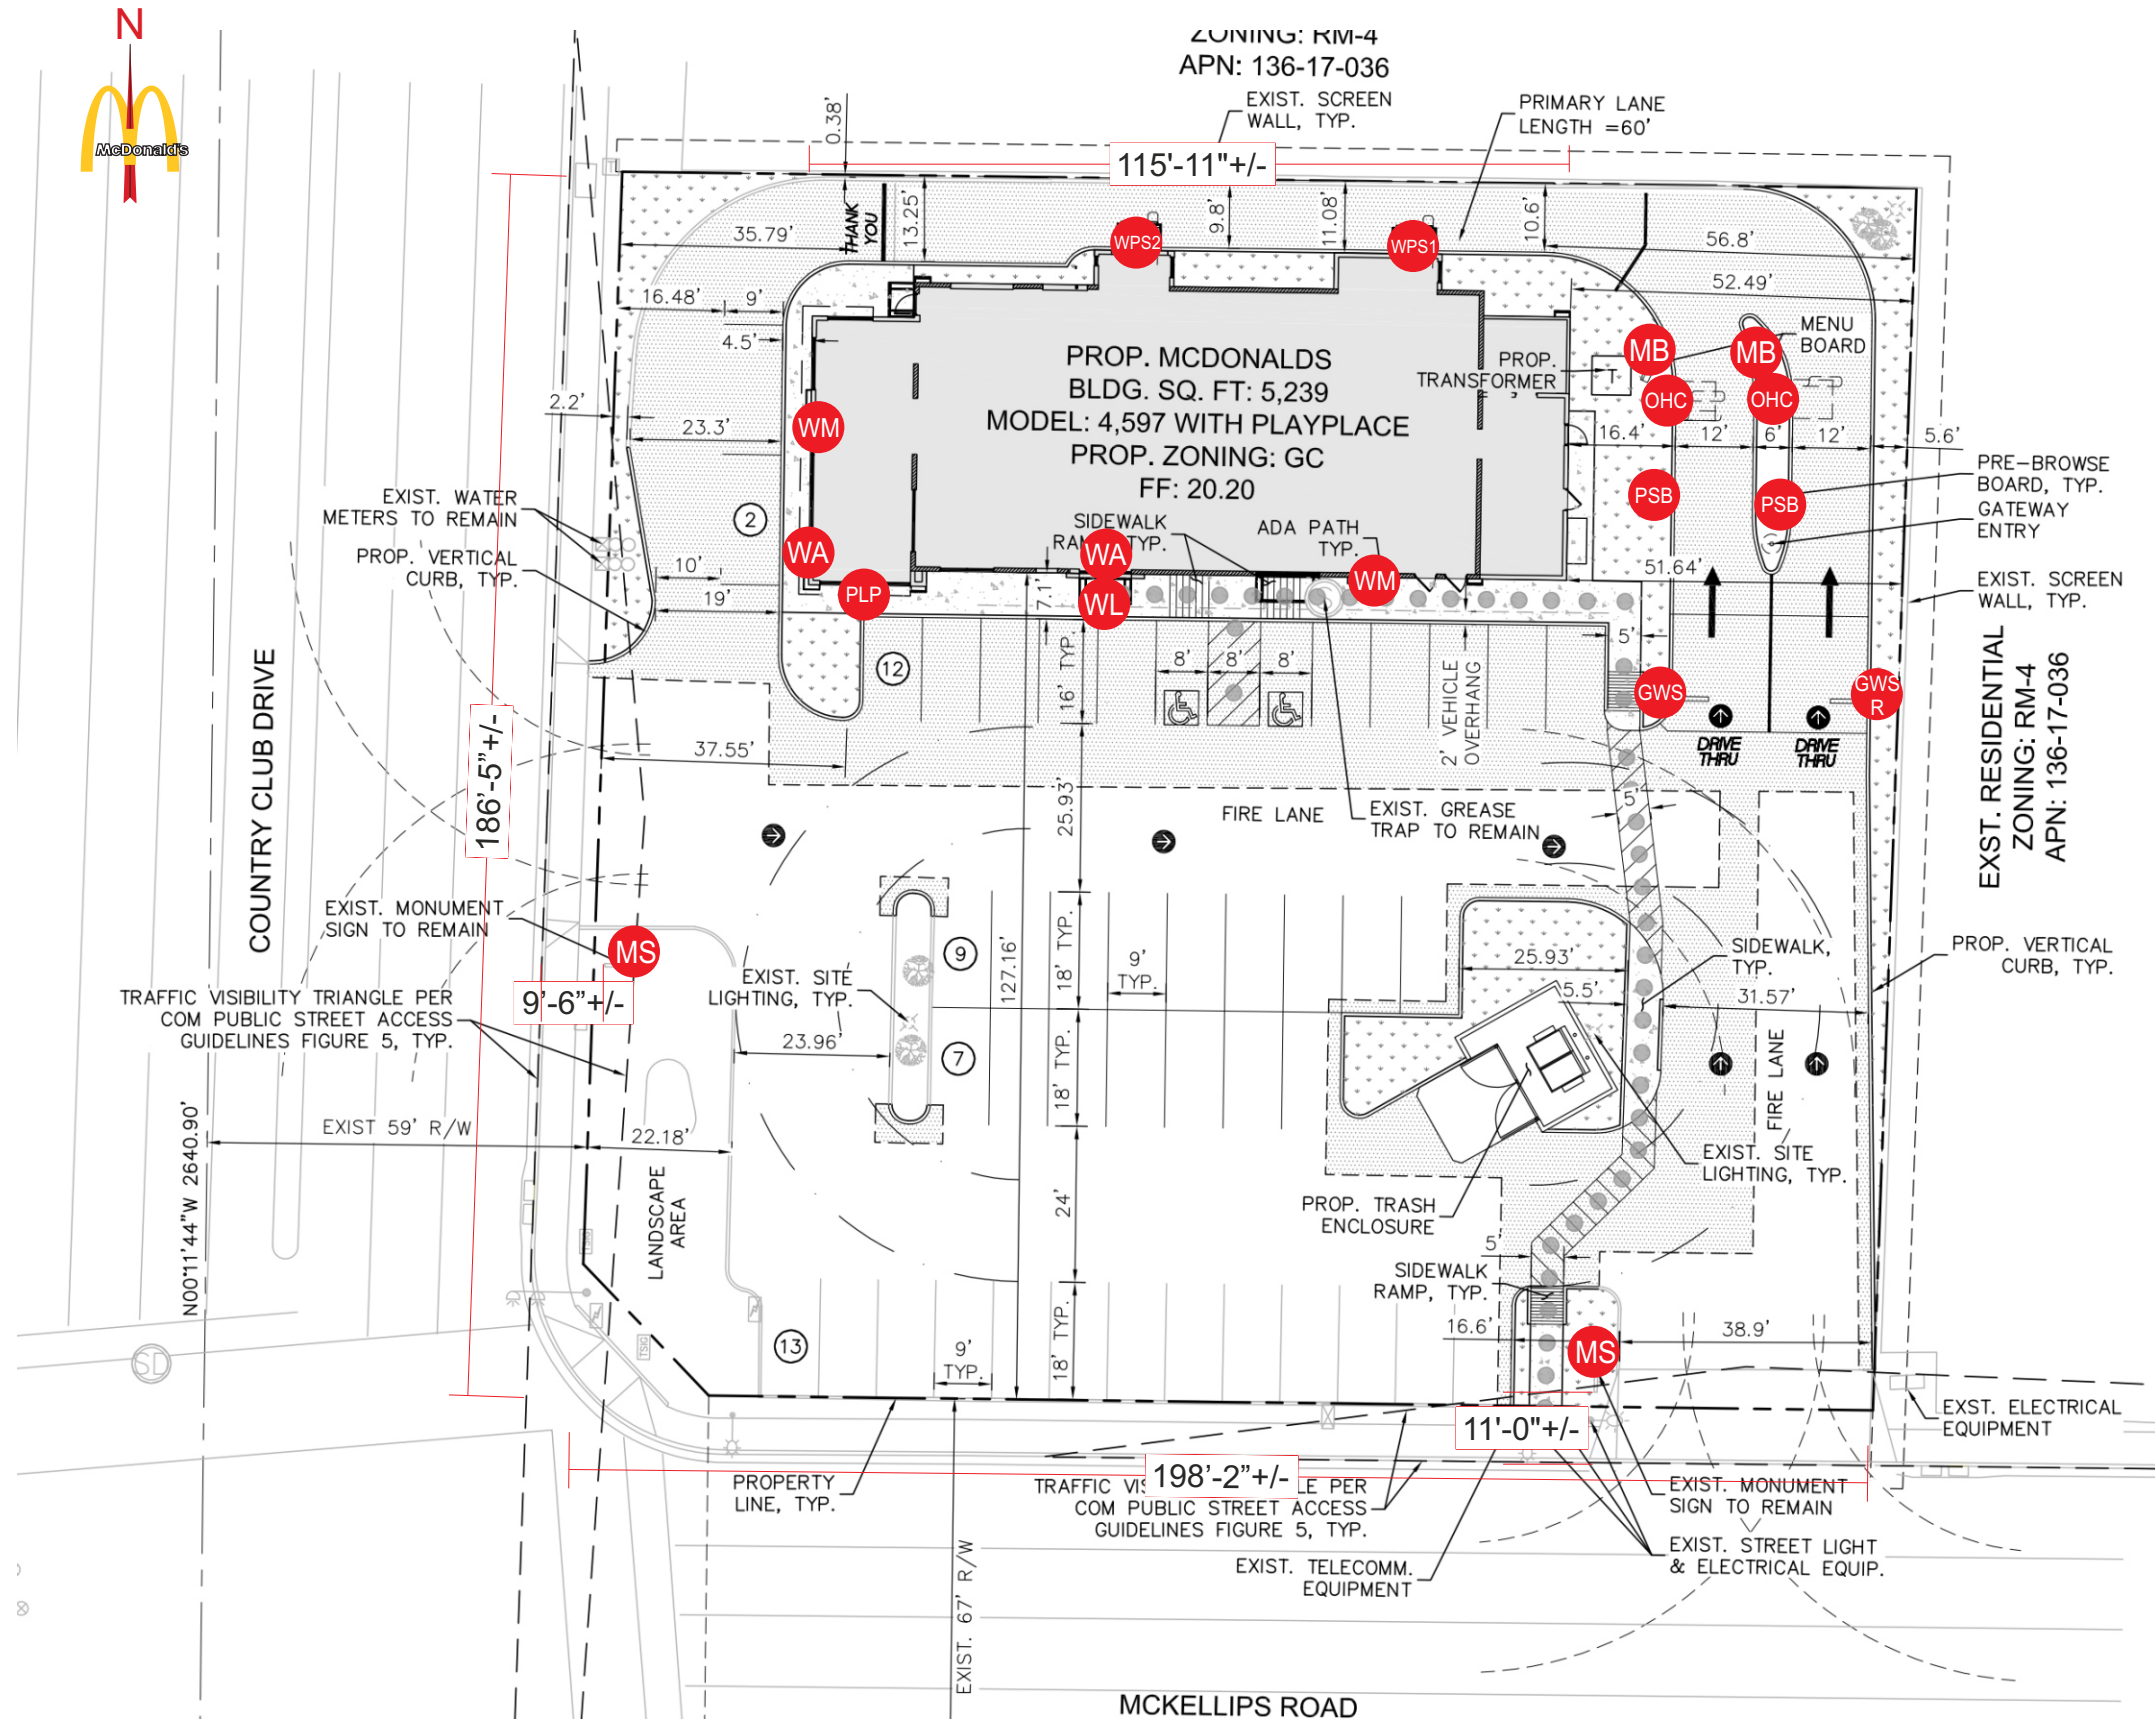 N
McDonald's
ZONING: RM-4
APN: 136-17-036
EXIST. SCREEN
WALL, TYP.
PRIMARY LANE
LENGTH =60'
0.38'
115'-11"+/-
THANK
YOU
13.25'
9.8'
11.08'
10.6'
35.79'
56.8'
52.49'
16.48'
9'
4.5'
WPS2
WPS1
PROP. MCDONALDS
BLDG. SQ. FT: 5,239
MODEL: 4,597 WITH PLAYPLACE
PROP. ZONING: GC
FF: 20.20
PROP.
TRANSFORMER
T
MB
MB
MENU
BOARD
OHC
OHC
2.2'
23.3'
WM
16.4'
12'
6'
12'
5.6'
PRE-BROWSE
BOARD, TYP.
GATEWAY
ENTRY
PSB
PSB
EXIST. WATER
METERS TO REMAIN
PROP. VERTICAL
CURB, TYP.
2
10'
19'
WA
PLP
SIDEWALK
RAMP, TYP.
WA
WL
ADA PATH
TYP.
WM
7.1'
51.64'
EXIST. SCREEN
WALL, TYP.
5'
12
16' TYP.
8'
8'
8'
2' VEHICLE
OVERHANG
GWS
GWS
R
DRIVE
THRU
DRIVE
THRU
COUNTRY CLUB DRIVE
186'-5"+/-
37.55'
25.93'
EXST. RESIDENTIAL
ZONING: RM-4
APN: 136-17-036
FIRE LANE
EXIST. GREASE
TRAP TO REMAIN
5'
EXIST. MONUMENT
SIGN TO REMAIN
MS
9'-6"+/-
EXIST. SITE
LIGHTING, TYP.
9
7
127.16'
18' TYP.
18' TYP.
9'
TYP.
25.93'
5.5'
SIDEWALK,
TYP.
31.57'
PROP. VERTICAL
CURB, TYP.
TRAFFIC VISIBILITY TRIANGLE PER
COM PUBLIC STREET ACCESS
GUIDELINES FIGURE 5, TYP.
23.96'
FIRE LANE
N00°11'44"W 2640.90'
EXIST 59' R/W
22.18'
LANDSCAPE
AREA
24'
EXIST. SITE
LIGHTING, TYP.
PROP. TRASH
ENCLOSURE
5'
SIDEWALK
RAMP, TYP.
TSIG
TSIG
SD
13
9'
TYP.
18' TYP.
16.6'
MS
38.9'
EXST. ELECTRICAL
EQUIPMENT
11'-0"+/-
198'-2"+/-
PROPERTY
LINE, TYP.
TRAFFIC VIS LE PER
COM PUBLIC STREET ACCESS
GUIDELINES FIGURE 5, TYP.
EXIST. MONUMENT
SIGN TO REMAIN
EXIST. STREET LIGHT
& ELECTRICAL EQUIP.
EXIST. TELECOMM.
EQUIPMENT
EXIST. 67' R/W
MCKELLIPS ROAD